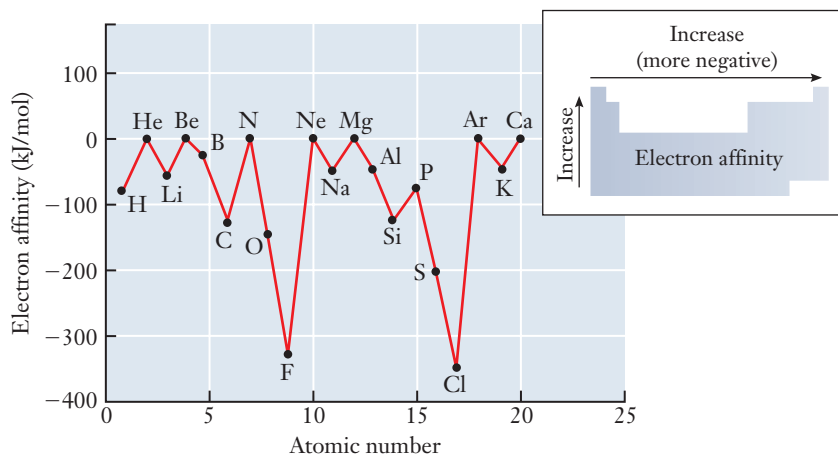 Increase
(more negative)
Increase
Electron affinity
Electron affinity (kJ/mol)
100
0
−100
−200
−300
−400
0
5
10
15
20
25
Atomic number
H
He
Li
Be
B
C
N
O
F
Ne
Na
Mg
Al
Si
P
S
Cl
Ar
K
Ca